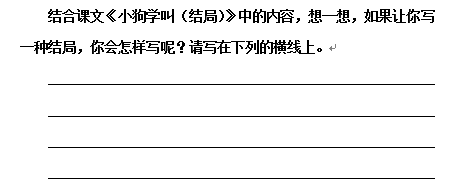 结合课文《小狗学叫（结局）》中的内容，想一想，如果让你写
一种结局，你会怎样写呢？请写在下列的横线上。